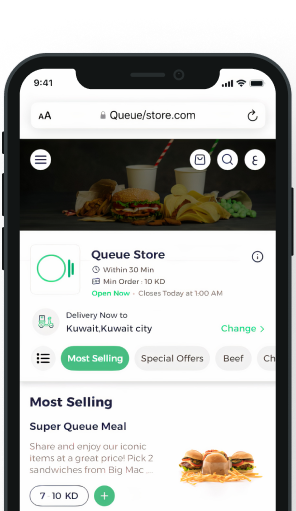 9:41
AA
Queue/store.com
ع
Queue Store
Within 30 Min
Min Order : 10 KD
Open Now - Closes Today at 1:00 AM
Delivery Now to
Kuwait,Kuwait city
Change >
Most Selling
Special Offers
Beef
Ch
Most Selling
Super Queue Meal
Share and enjoy our iconic
items at a great price! Pick 2
sandwiches from Big Mac ...
7 - 10 KD
+